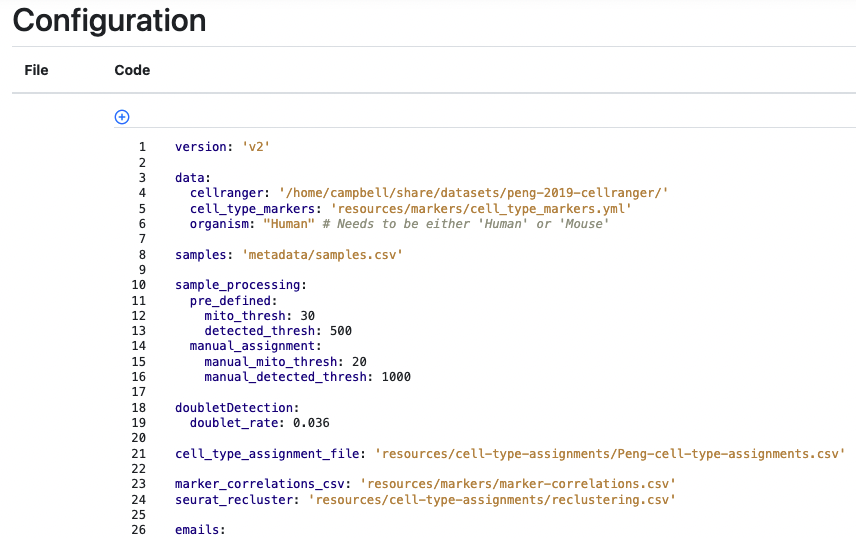 Configuration
File Code
1 version: 'v2'
2
3 data:
4 cellranger: '/home/campbell/share/datasets/peng-2019-cellranger/'
5 cell_type_markers: 'resources/markers/cell_type_markers.yml'
6 organism: "Human" # Needs to be either 'Human' or 'Mouse'
7
8 samples: 'metadata/samples.csv'
9
10 sample_processing:
11 pre_defined:
12 mito_thresh: 30
13 detected_thresh: 500
14 manual_assignment:
15 manual_mito_thresh: 20
16 manual_detected_thresh: 1000
17
18 doubletDetection:
19 doublet_rate: 0.036
20
21 cell_type_assignment_file: 'resources/cell-type-assignments/Peng-cell-type-assignments.csv'
22
23 marker_correlations_csv: 'resources/markers/marker-correlations.csv'
24 seurat_recluster: 'resources/cell-type-assignments/reclustering.csv'
25
26 emails: